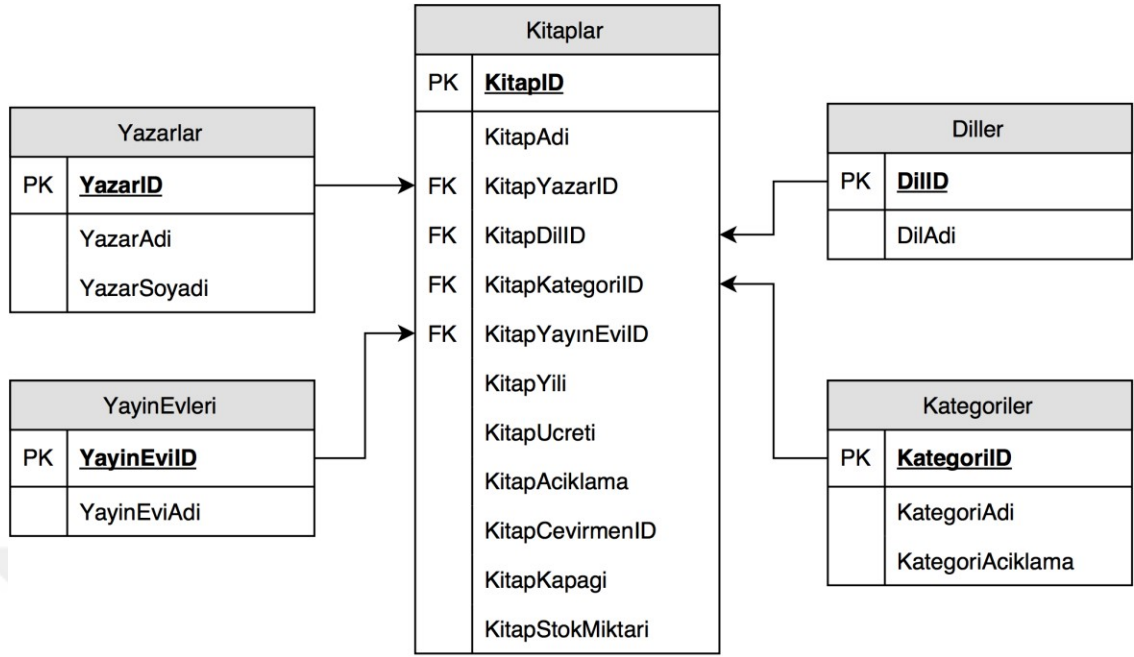 Kitaplar
PK KitapID
KitapAdi
FK KitapYazarID
FK KitapDilID
FK KitapKategoriID
FK KitapYayınEviID
KitapYili
KitapUcreti
KitapAciklama
KitapCevirmenID
KitapKapagi
KitapStokMiktari
Yazarlar
PK YazarID
YazarAdi
YazarSoyadi
YayinEvleri
PK YayinEviID
YayinEviAdi
Diller
PK DilID
DilAdi
Kategoriler
PK KategoriID
KategoriAdi
KategoriAciklama